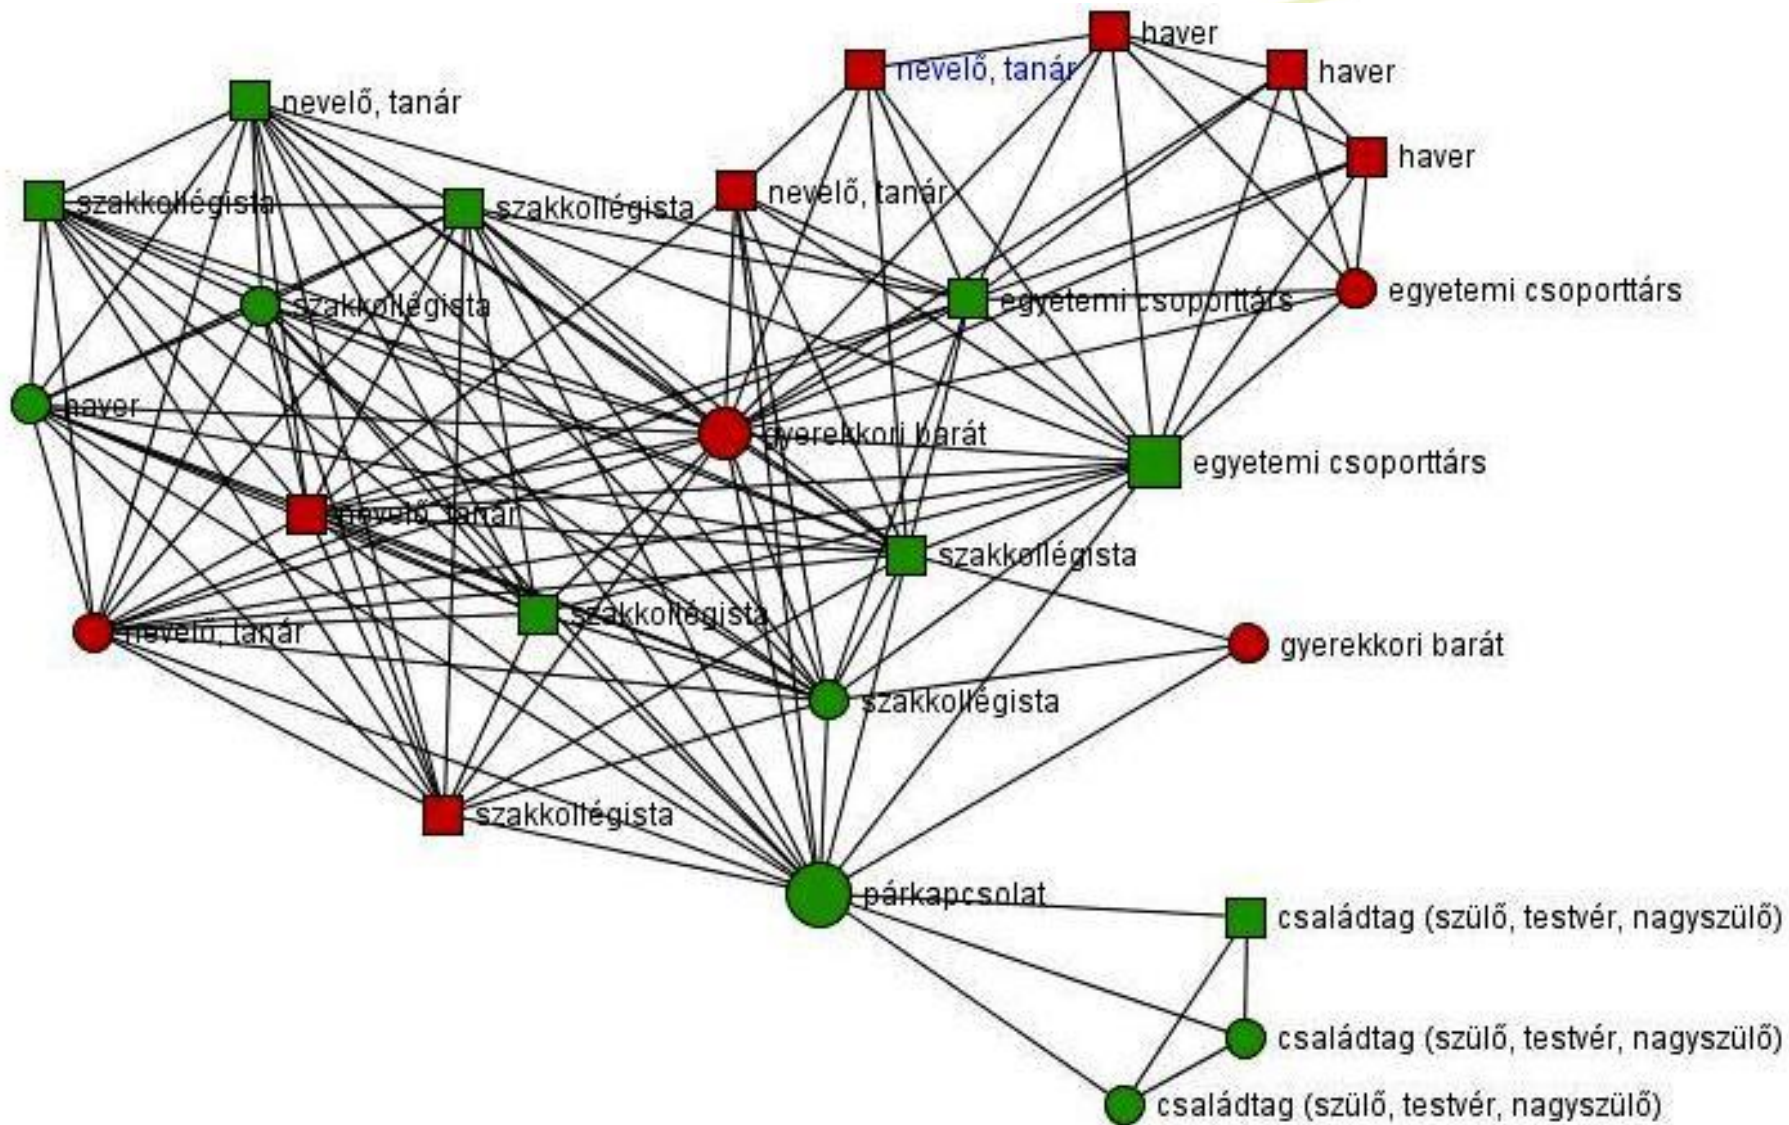 haver
nevelő, tanár
haver
nevelő, tanár
haver
nevelő, tanár
szakkollégista
szakkollégista
egyetemi csoporttárs
egyetemi csoporttárs
szakkollégista
haver
gyerekkori barát
egyetemi csoporttárs
nevelő, tanár
szakkollégista
szakkollégista
nevelő, tanár
gyerekkori barát
szakkollégista
szakkollégista
párkapcsolat
családtag (szülő, testvér, nagyszülő)
családtag (szülő, testvér, nagyszülő)
családtag (szülő, testvér, nagyszülő)